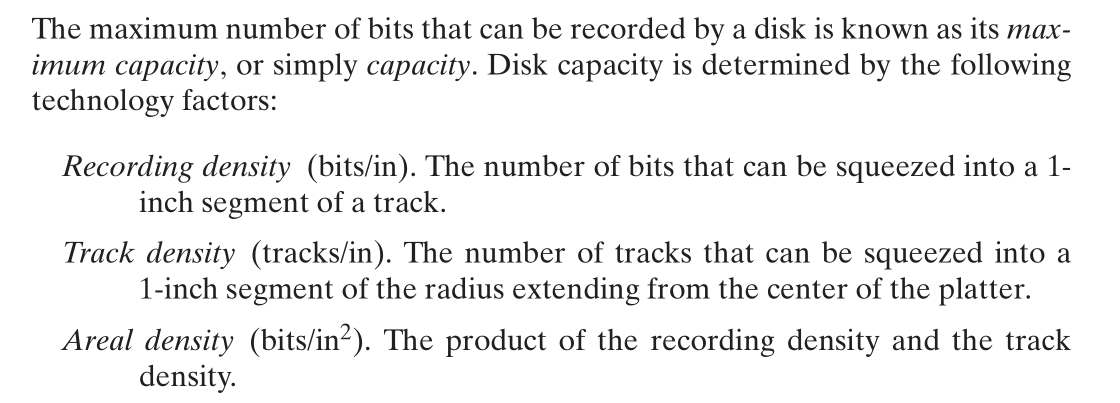 The maximum number of bits that can be recorded by a disk is known as its max-
imum capacity, or simply capacity. Disk capacity is determined by the following
technology factors:
Recording density (bits/in). The number of bits that can be squeezed into a 1-
inch segment of a track.
Track density (tracks/in). The number of tracks that can be squeezed into a
1-inch segment of the radius extending from the center of the platter.
Areal density (bits/in²). The product of the recording density and the track
density.